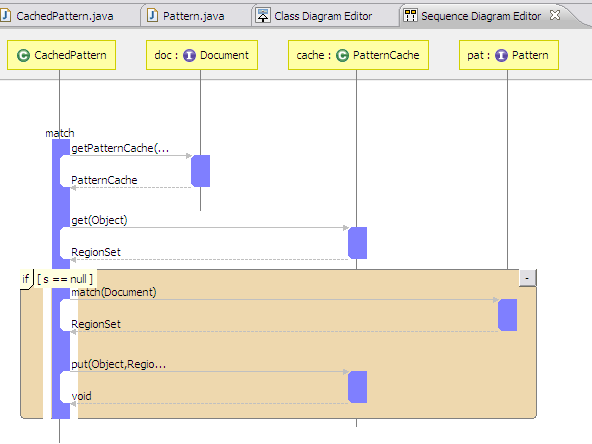 CachedPattern.java
Pattern.java
Class Diagram Editor
Sequence Diagram Editor
C CachedPattern
doc : I Document
cache : C PatternCache
pat : I Pattern
match
getPatternCache(...
PatternCache
get(Object)
RegionSet
if [ s == null ]
-
match(Document)
RegionSet
put(Object,Regio...
void